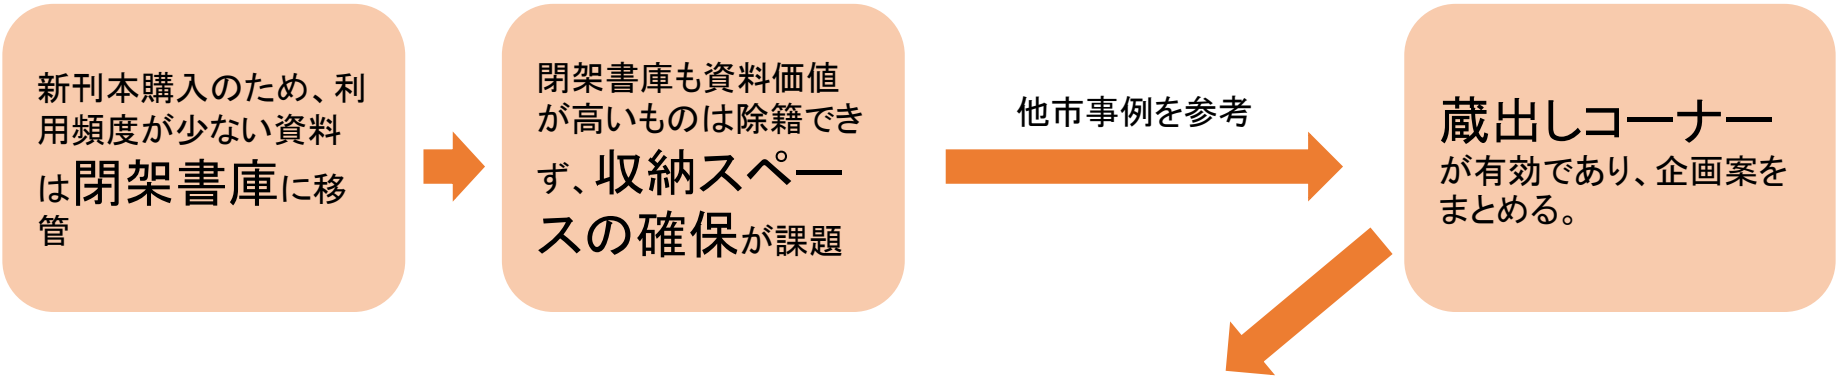 新刊本購入のため、利
用頻度が少ない資料
は閉架書庫に移
管
閉架書庫も資料価値
が高いものは除籍でき
ず、収納スペー
スの確保が課題
他市事例を参考
蔵出しコーナー
が有効であり、企画案を
まとめる。